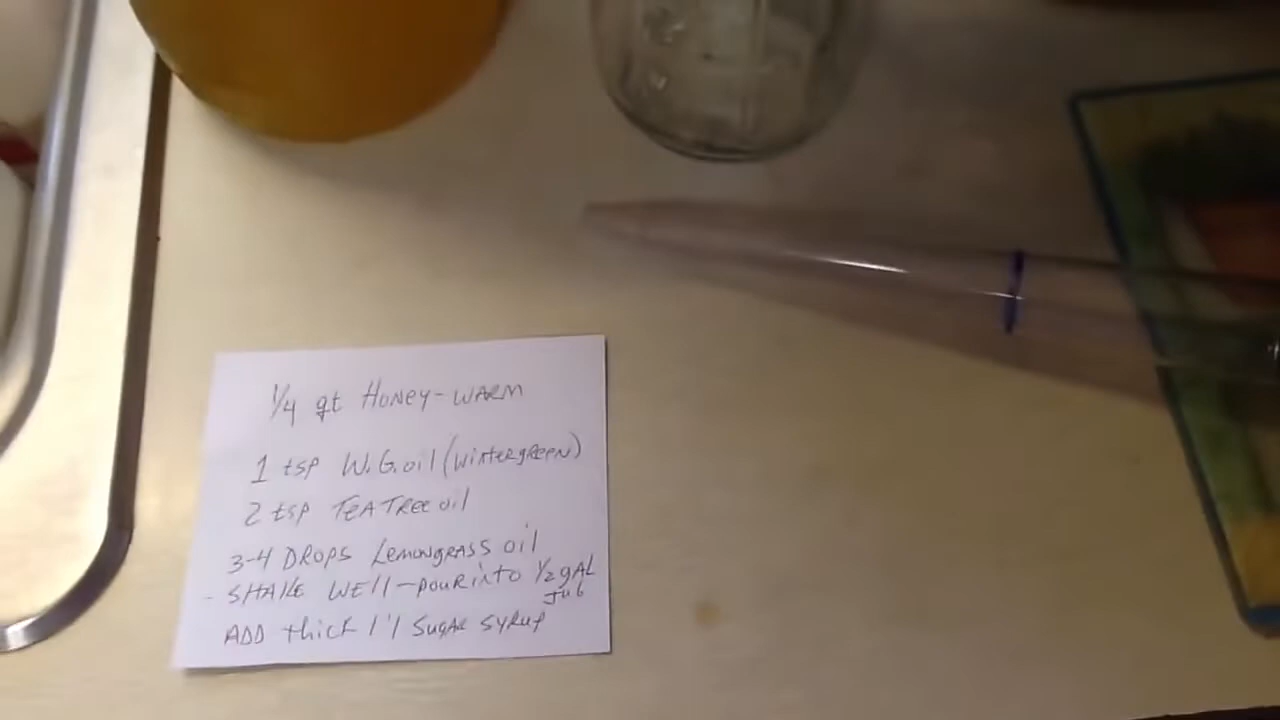 1/4 qt HONEY-WARM
1 tsp W.G. oil (WINTERGREEN)
2 tsp TEA TREE oil
3-4 DROPS LEMONGRASS oil
- SHAKE WELL - POUR INTO 1/2 gAL
JUG
ADD thick 1'1 SUGAR SYRUP